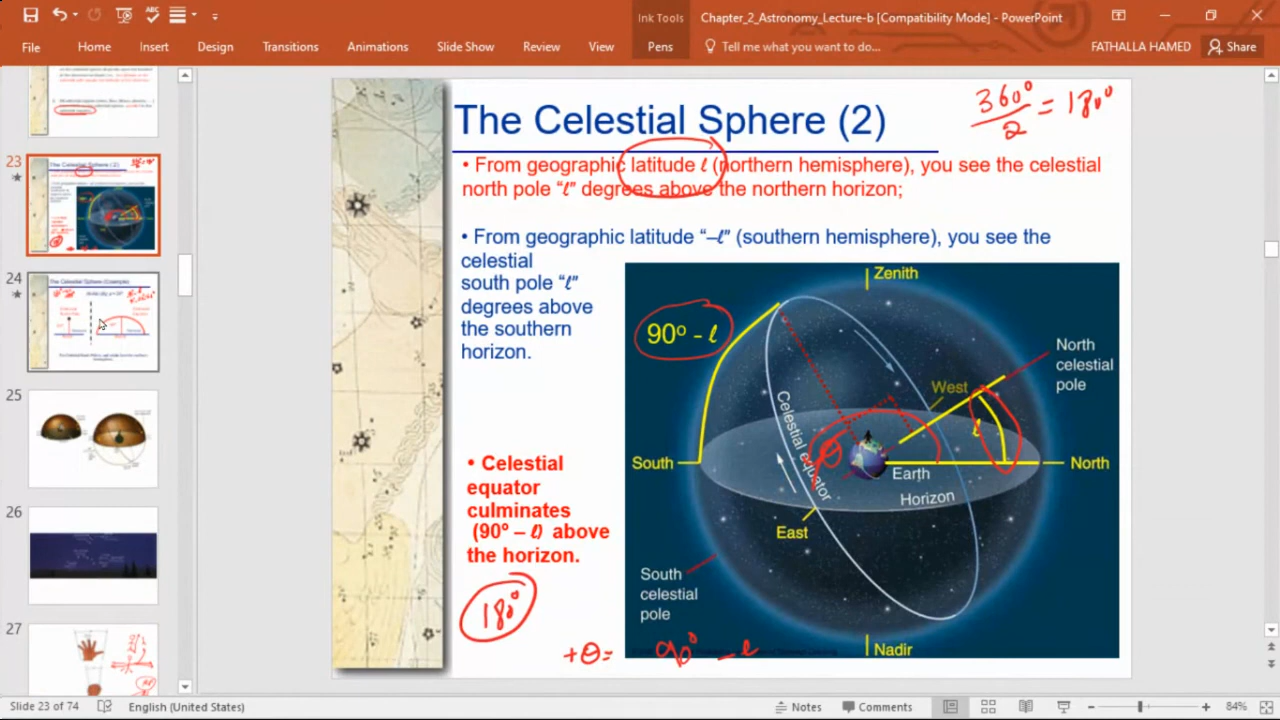 Ink Tools
Chapter_2_Astronomy_Lecture-b [Compatibility Mode] - PowerPoint
File
Home
Insert
Design
Transitions
Animations
Slide Show
Review
View
Pens
Tell me what you want to do...
FATHALLA HAMED
Share
23
24
25
26
27
The Celestial Sphere (2)
360°/2 = 180°
• From geographic latitude ℓ (northern hemisphere), you see the celestial
north pole “ℓ” degrees above the northern horizon;
• From geographic latitude “–ℓ” (southern hemisphere), you see the
celestial
south pole “ℓ”
degrees above
the southern
horizon.
• Celestial
equator
culminates
(90º – ℓ) above
the horizon.
180°
+θ= 90° – ℓ
90º - ℓ
Zenith
North
celestial
pole
West
ℓ
Celestial equator
South
North
Earth
Horizon
East
South
celestial
pole
Nadir
Slide 23 of 74
English (United States)
Notes
Comments
84%